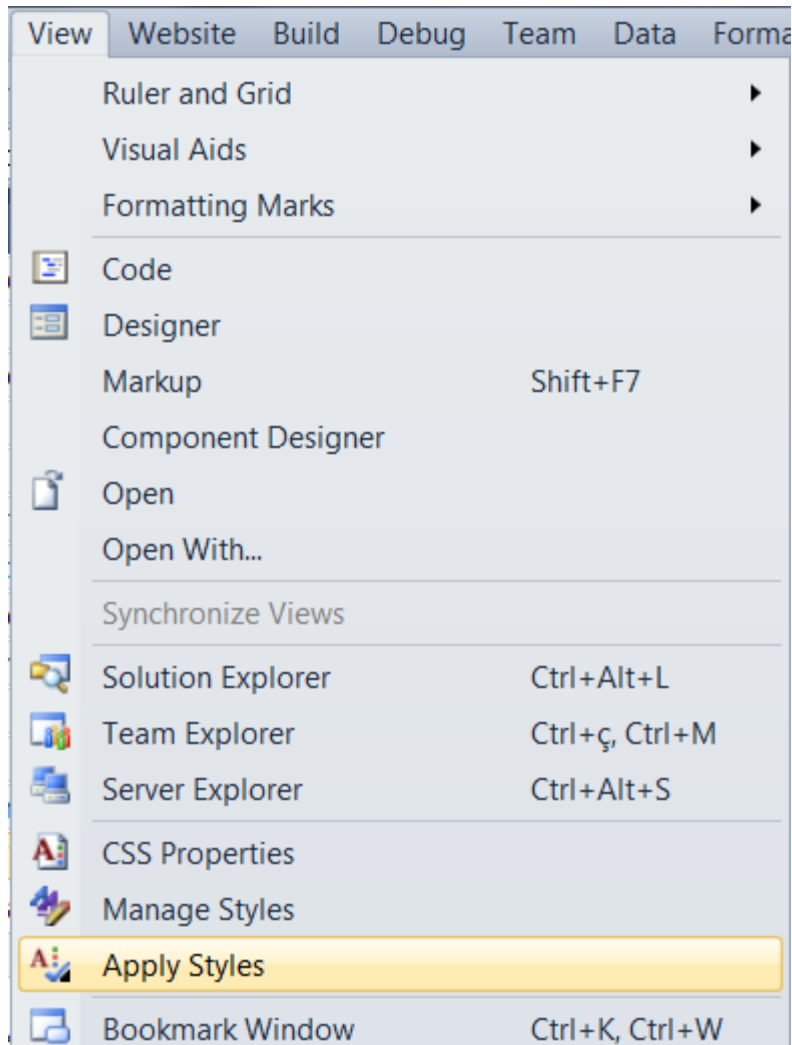 View Website Build Debug Team Data Forma
Ruler and Grid
Visual Aids
Formatting Marks
Code
Designer
Markup Shift+F7
Component Designer
Open
Open With...
Synchronize Views
Solution Explorer Ctrl+Alt+L
Team Explorer Ctrl+ç, Ctrl+M
Server Explorer Ctrl+Alt+S
CSS Properties
Manage Styles
Apply Styles
Bookmark Window Ctrl+K, Ctrl+W